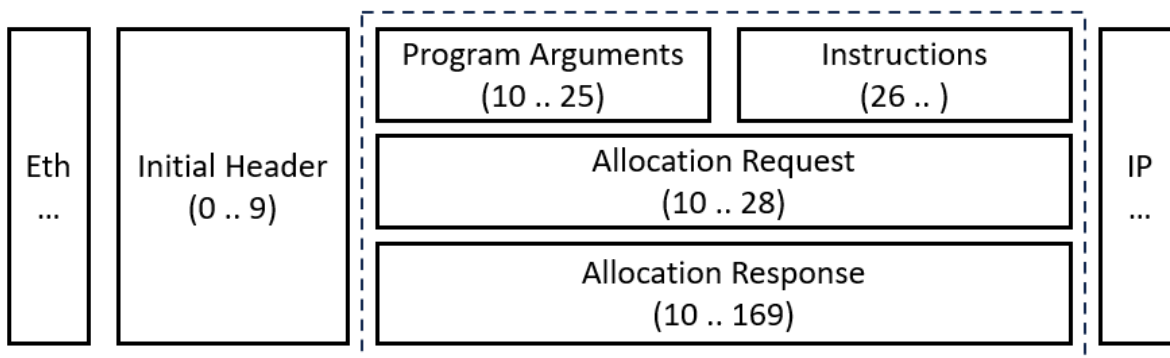 Eth
...
Initial Header
(0 .. 9)
Program Arguments
(10 .. 25)
Instructions
(26 .. )
Allocation Request
(10 .. 28)
Allocation Response
(10 .. 169)
IP
...